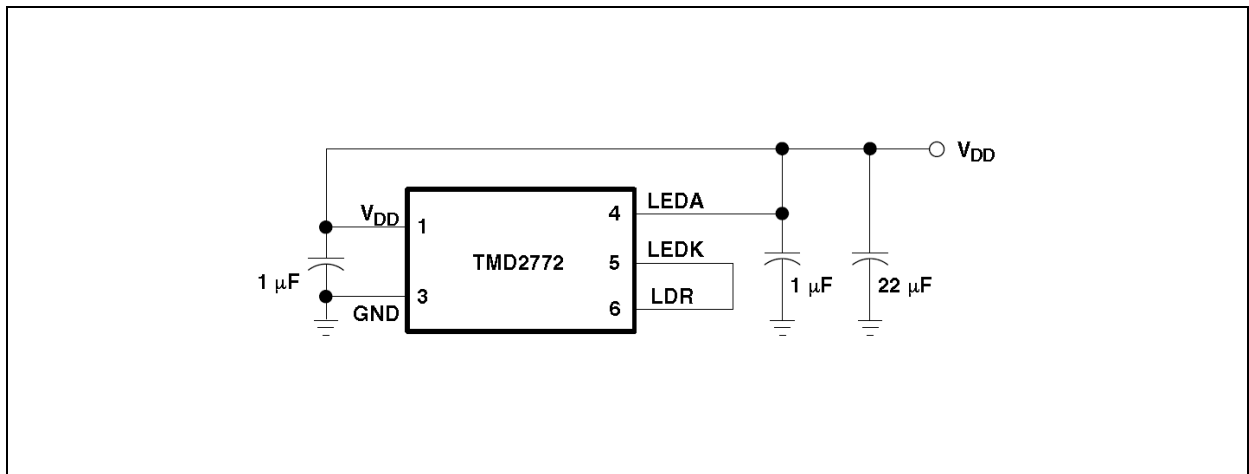 V_DD
V_DD
1
4
LEDA
TMD2772
5
LEDK
1 μF
3
GND
6
LDR
1 μF
22 μF